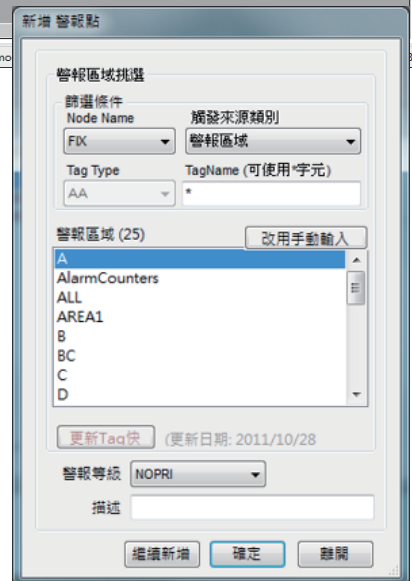 新增 警報點
警報區域挑選
篩選條件
Node Name
觸發來源類別
FIX
警報區域
Tag Type
TagName (可使用*字元)
AA
*
警報區域 (25)
改用手動輸入
A
AlarmCounters
ALL
AREA1
B
BC
C
D
更新Tag快
(更新日期: 2011/10/28
警報等級
NOPRI
描述
繼續新增
確定
離開